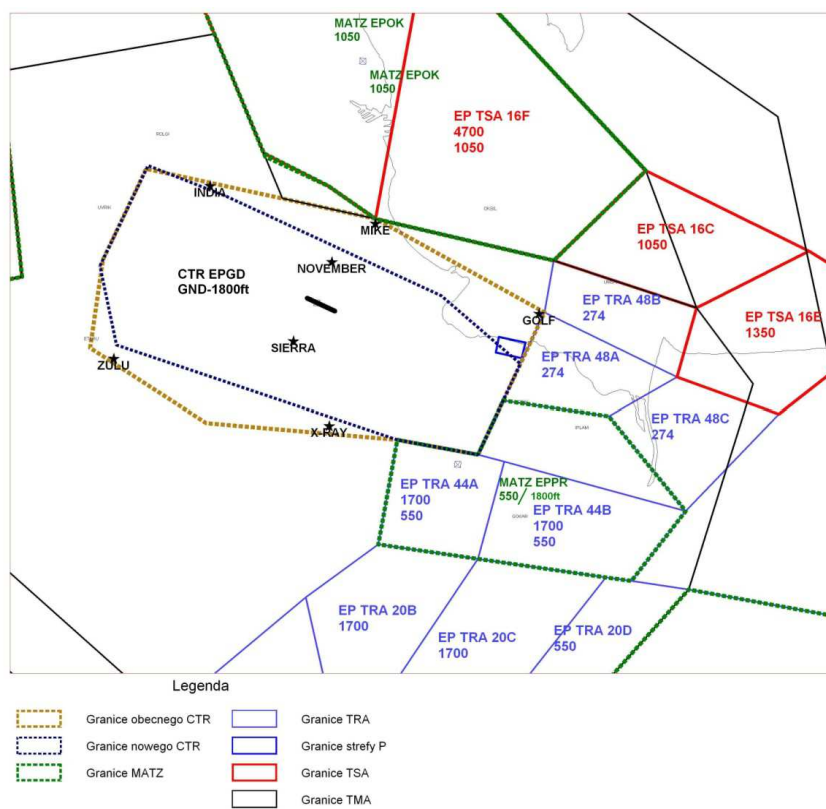 MATZ EPOK
1050
MATZ EPOK
1050
EP TSA 16F
4700
1050
INDIA
MIKE
EP TSA 16C
1050
CTR EPGD
GND-1800ft
NOVEMBER
EP TRA 48B
274
EP TSA 16E
1350
GOLF
SIERRA
EP TRA 48A
274
ZULU
EP TRA 48C
274
X-RAY
EP TRA 44A
1700
550
MATZ EPPR
550/ 1800ft
EP TRA 44B
1700
550
EP TRA 20B
1700
EP TRA 20C
1700
EP TRA 20D
550
Legenda
Granice obecnego CTR
Granice TRA
Granice nowego CTR
Granice strefy P
Granice MATZ
Granice TSA
Granice TMA